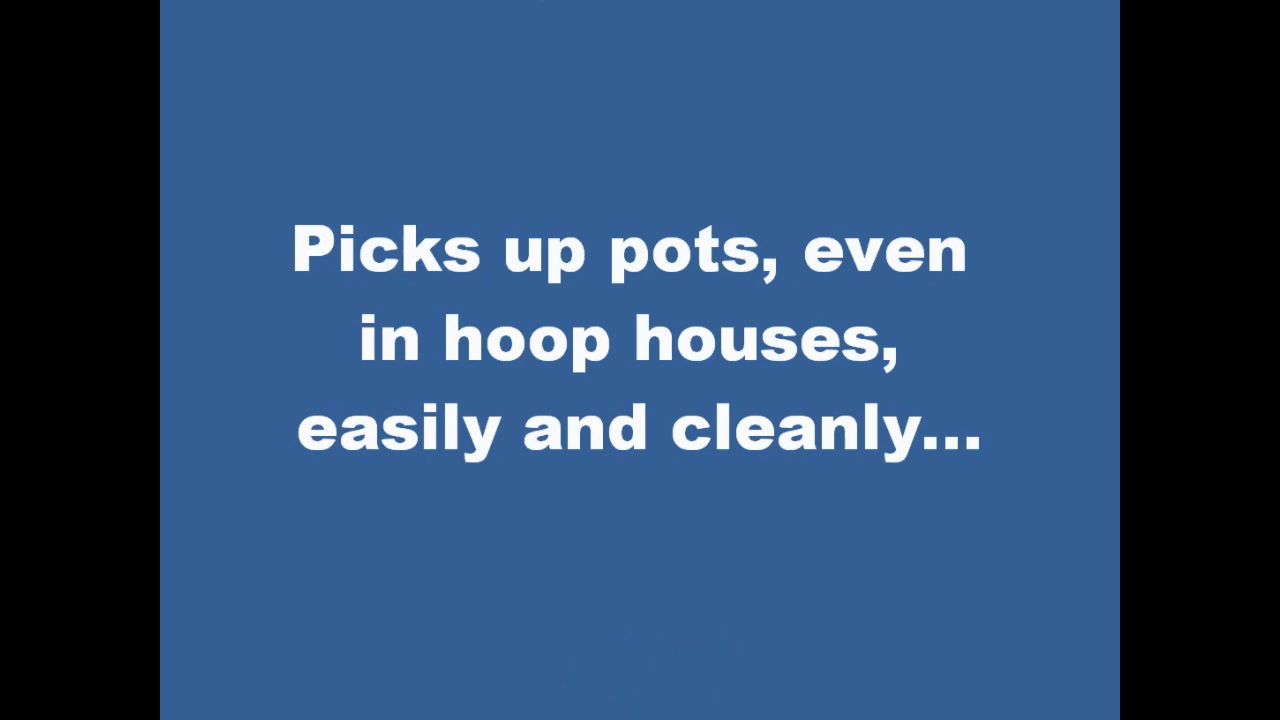 Picks up pots, even
in hoop houses,
easily and cleanly...